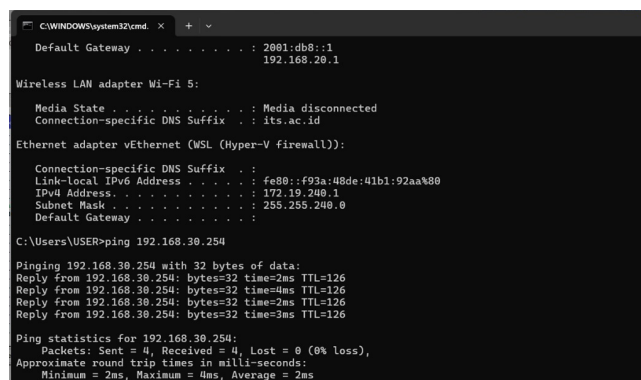 C:\WINDOWS\system32\cmd. × + ∨
Default Gateway . . . . . . . . . : 2001:db8::1
192.168.20.1
Wireless LAN adapter Wi-Fi 5:
Media State . . . . . . . . . . . : Media disconnected
Connection-specific DNS Suffix . : its.ac.id
Ethernet adapter vEthernet (WSL (Hyper-V firewall)):
Connection-specific DNS Suffix . :
Link-local IPv6 Address . . . . . : fe80::f93a:48de:41b1:92aa%80
IPv4 Address. . . . . . . . . . . : 172.19.240.1
Subnet Mask . . . . . . . . . . . : 255.255.240.0
Default Gateway . . . . . . . . . :
C:\Users\USER>ping 192.168.30.254
Pinging 192.168.30.254 with 32 bytes of data:
Reply from 192.168.30.254: bytes=32 time=2ms TTL=126
Reply from 192.168.30.254: bytes=32 time=4ms TTL=126
Reply from 192.168.30.254: bytes=32 time=2ms TTL=126
Reply from 192.168.30.254: bytes=32 time=3ms TTL=126
Ping statistics for 192.168.30.254:
Packets: Sent = 4, Received = 4, Lost = 0 (0% loss),
Approximate round trip times in milli-seconds:
Minimum = 2ms, Maximum = 4ms, Average = 2ms